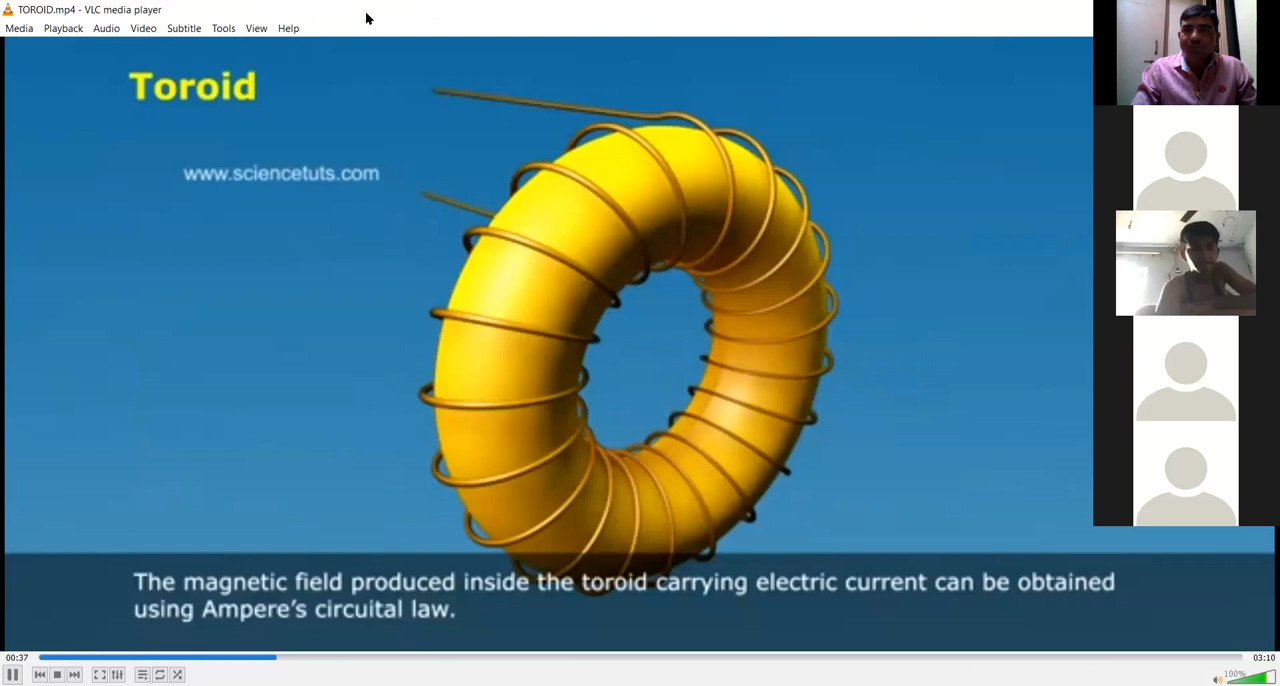 TOROID.mp4 - VLC media player
Media Playback Audio Video Subtitle Tools View Help
Toroid
www.sciencetuts.com
The magnetic field produced inside the toroid carrying electric current can be obtained
using Ampere's circuital law.
00:37
03:10
100%